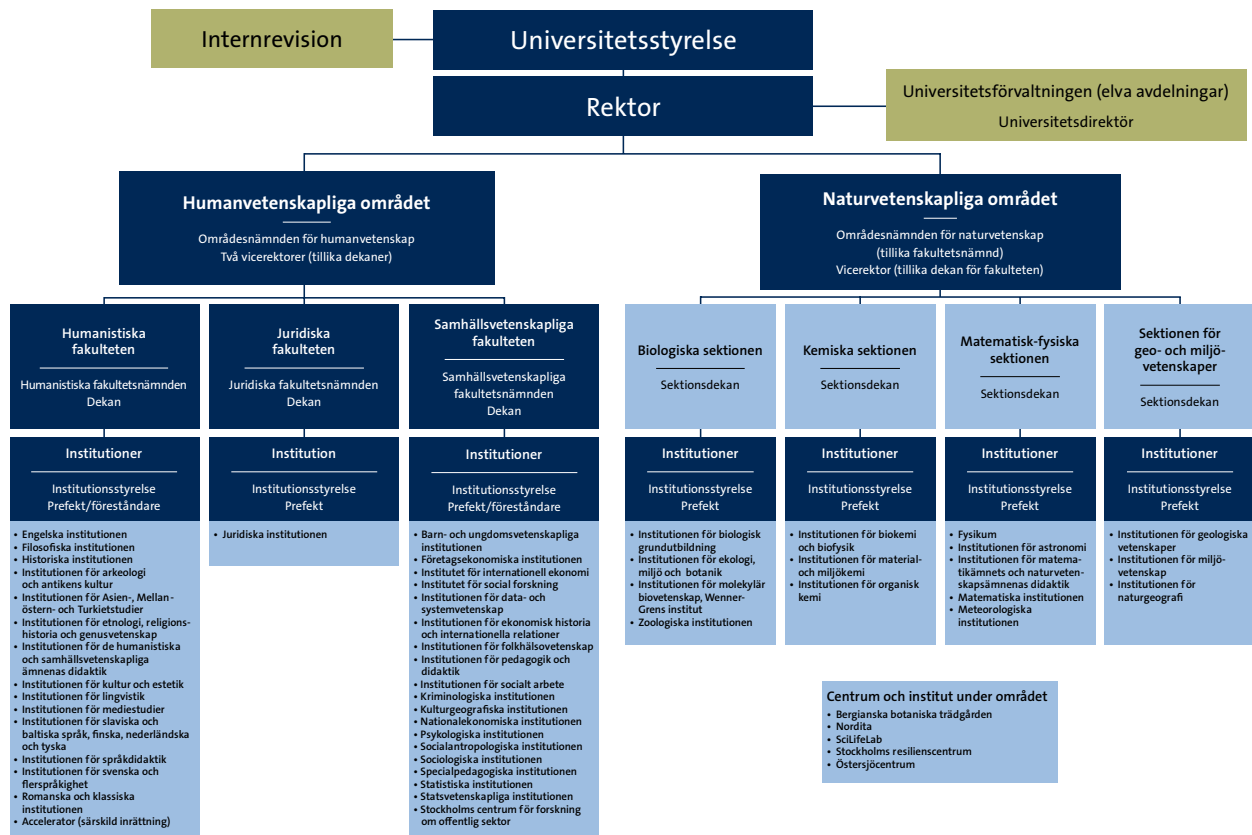 Internrevision
Universitetsstyrelse
Rektor
Universitetsförvaltningen (elva avdelningar)
Universitetsdirektör
Humanvetenskapliga området
Områdesnämnden för humanvetenskap
Två vicerektorer (tillika dekaner)
Naturvetenskapliga området
Områdesnämnden för naturvetenskap
(tillika fakultetsnämnd)
Vicerektor (tillika dekan för fakulteten)
Humanistiska
fakulteten
Humanistiska fakultetsnämnden
Dekan
Juridiska
fakulteten
Juridiska fakultetsnämnden
Dekan
Samhällsvetenskapliga
fakulteten
Samhällsvetenskapliga
fakultetsnämnden
Dekan
Biologiska sektionen
Sektionsdekan
Kemiska sektionen
Sektionsdekan
Matematisk-fysiska
sektionen
Sektionsdekan
Sektionen för
geo- och miljö-
vetenskaper
Sektionsdekan
Institutioner
Institutionsstyrelse
Prefekt/föreståndare
• Engelska institutionen
• Filosofiska institutionen
• Historiska institutionen
• Institutionen för arkeologi
och antikens kultur
• Institutionen för Asien-, Mellan-
östern- och Turkietstudier
• Institutionen för etnologi, religions-
historia och genusvetenskap
• Institutionen för de humanistiska
och samhällsvetenskapliga
ämnenas didaktik
• Institutionen för kultur och estetik
• Institutionen för lingvistik
• Institutionen för mediestudier
• Institutionen för slaviska och
baltiska språk, finska, nederländska
och tyska
• Institutionen för språkdidaktik
• Institutionen för svenska och
flerspråkighet
• Romanska och klassiska
institutionen
• Accelerator (särskild inrättning)
Institution
Institutionsstyrelse
Prefekt
• Juridiska institutionen
Institutioner
Institutionsstyrelse
Prefekt/föreståndare
• Barn- och ungdomsvetenskapliga
institutionen
• Företagsekonomiska institutionen
• Institutet för internationell ekonomi
• Institutet för social forskning
• Institutionen för data- och
systemvetenskap
• Institutionen för ekonomisk historia
och internationella relationer
• Institutionen för folkhälsovetenskap
• Institutionen för pedagogik och
didaktik
• Institutionen för socialt arbete
• Kriminologiska institutionen
• Kulturgeografiska institutionen
• Nationalekonomiska institutionen
• Psykologiska institutionen
• Socialantropologiska institutionen
• Sociologiska institutionen
• Specialpedagogiska institutionen
• Statistiska institutionen
• Statsvetenskapliga institutionen
• Stockholms centrum för forskning
om offentlig sektor
Institutioner
Institutionsstyrelse
Prefekt
• Institutionen för biologisk
grundutbildning
• Institutionen för ekologi,
miljö och botanik
• Institutionen för molekylär
biovetenskap, Wenner-
Grens institut
• Zoologiska institutionen
Institutioner
Institutionsstyrelse
Prefekt
• Institutionen för biokemi
och biofysik
• Institutionen för material-
och miljökemi
• Institutionen för organisk
kemi
Institutioner
Institutionsstyrelse
Prefekt
• Fysikum
• Institutionen för astronomi
• Institutionen för matema-
tikämnets och naturveten-
skapsämnenas didaktik
• Matematiska institutionen
• Meteorologiska
institutionen
Institutioner
Institutionsstyrelse
Prefekt
• Institutionen för geologiska
vetenskaper
• Institutionen för miljö-
vetenskap
• Institutionen för
naturgeografi
Centrum och institut under området
• Bergianska botaniska trädgården
• Nordita
• SciLifeLab
• Stockholms resilienscentrum
• Östersjöcentrum